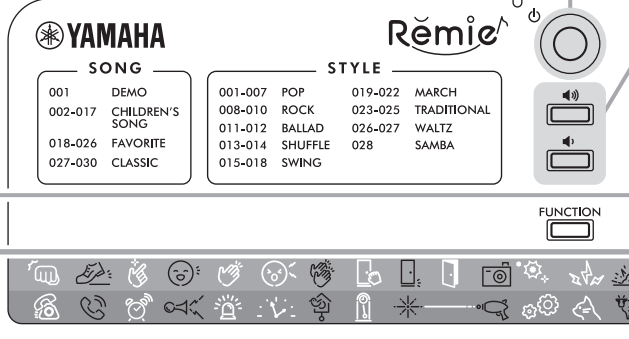 YAMAHA
Remie
SONG
001 DEMO
002-017 CHILDREN'S
SONG
018-026 FAVORITE
027-030 CLASSIC
STYLE
001-007 POP 019-022 MARCH
008-010 ROCK 023-025 TRADITIONAL
011-012 BALLAD 026-027 WALTZ
013-014 SHUFFLE 028 SAMBA
015-018 SWING
FUNCTION